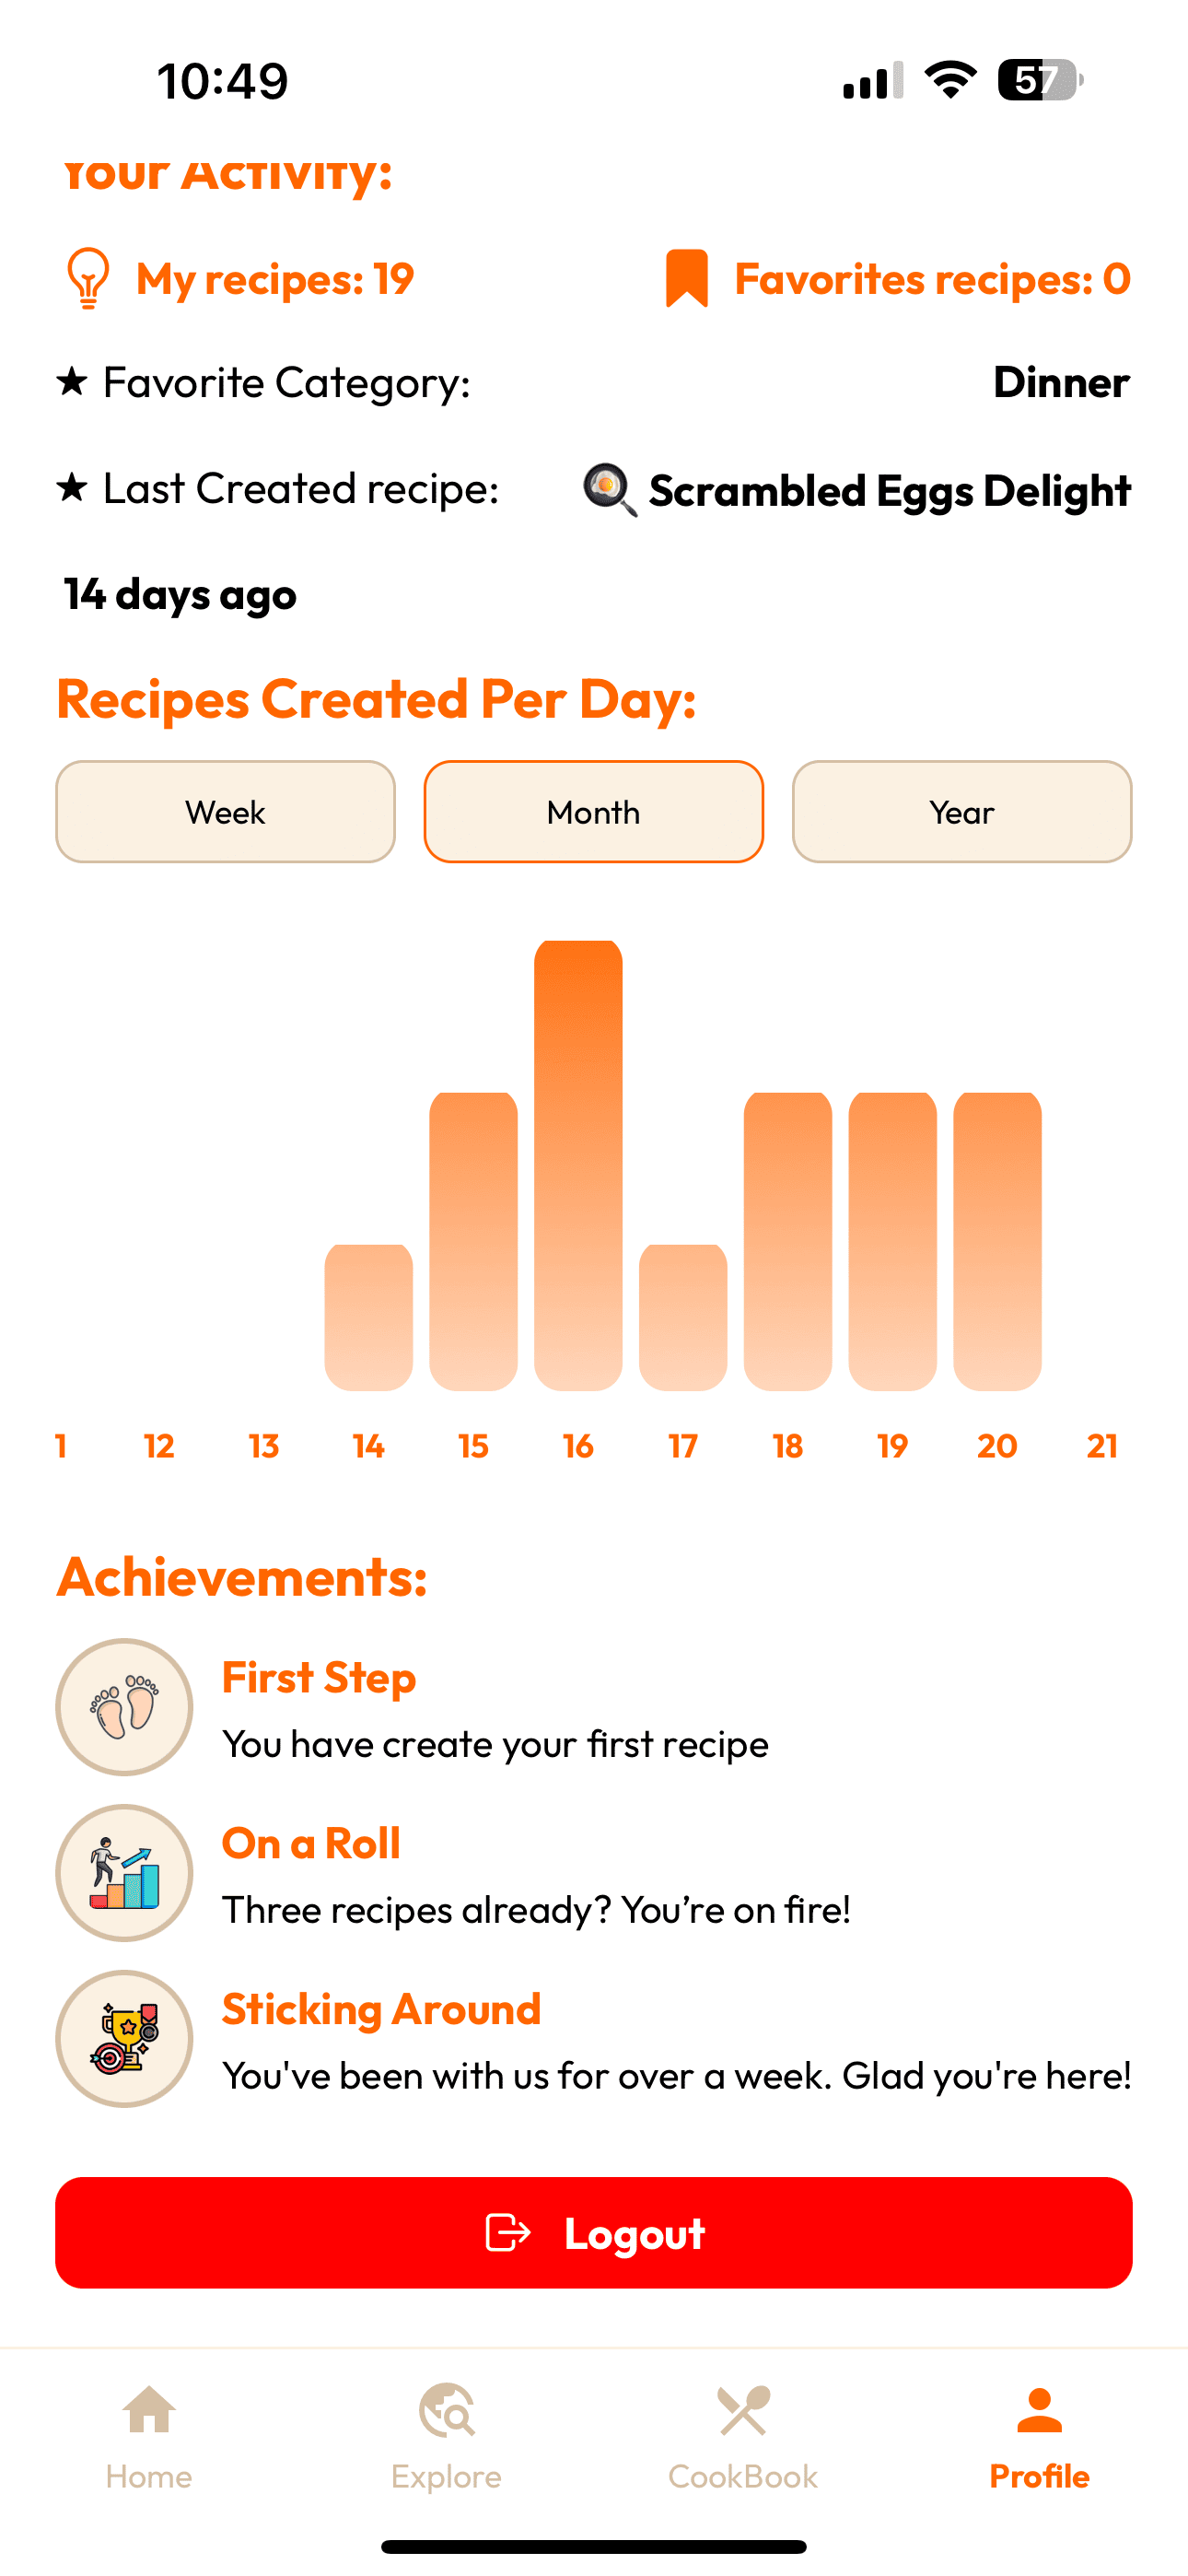 10:49
57
Your Activity:
My recipes: 19
Favorites recipes: 0
★ Favorite Category:
Dinner
★ Last Created recipe:
🍳 Scrambled Eggs Delight
14 days ago
Recipes Created Per Day:
Week
Month
Year
1 12 13 14 15 16 17 18 19 20 21
Achievements:
First Step
You have create your first recipe
On a Roll
Three recipes already? You’re on fire!
Sticking Around
You've been with us for over a week. Glad you're here!
Logout
Home
Explore
CookBook
Profile